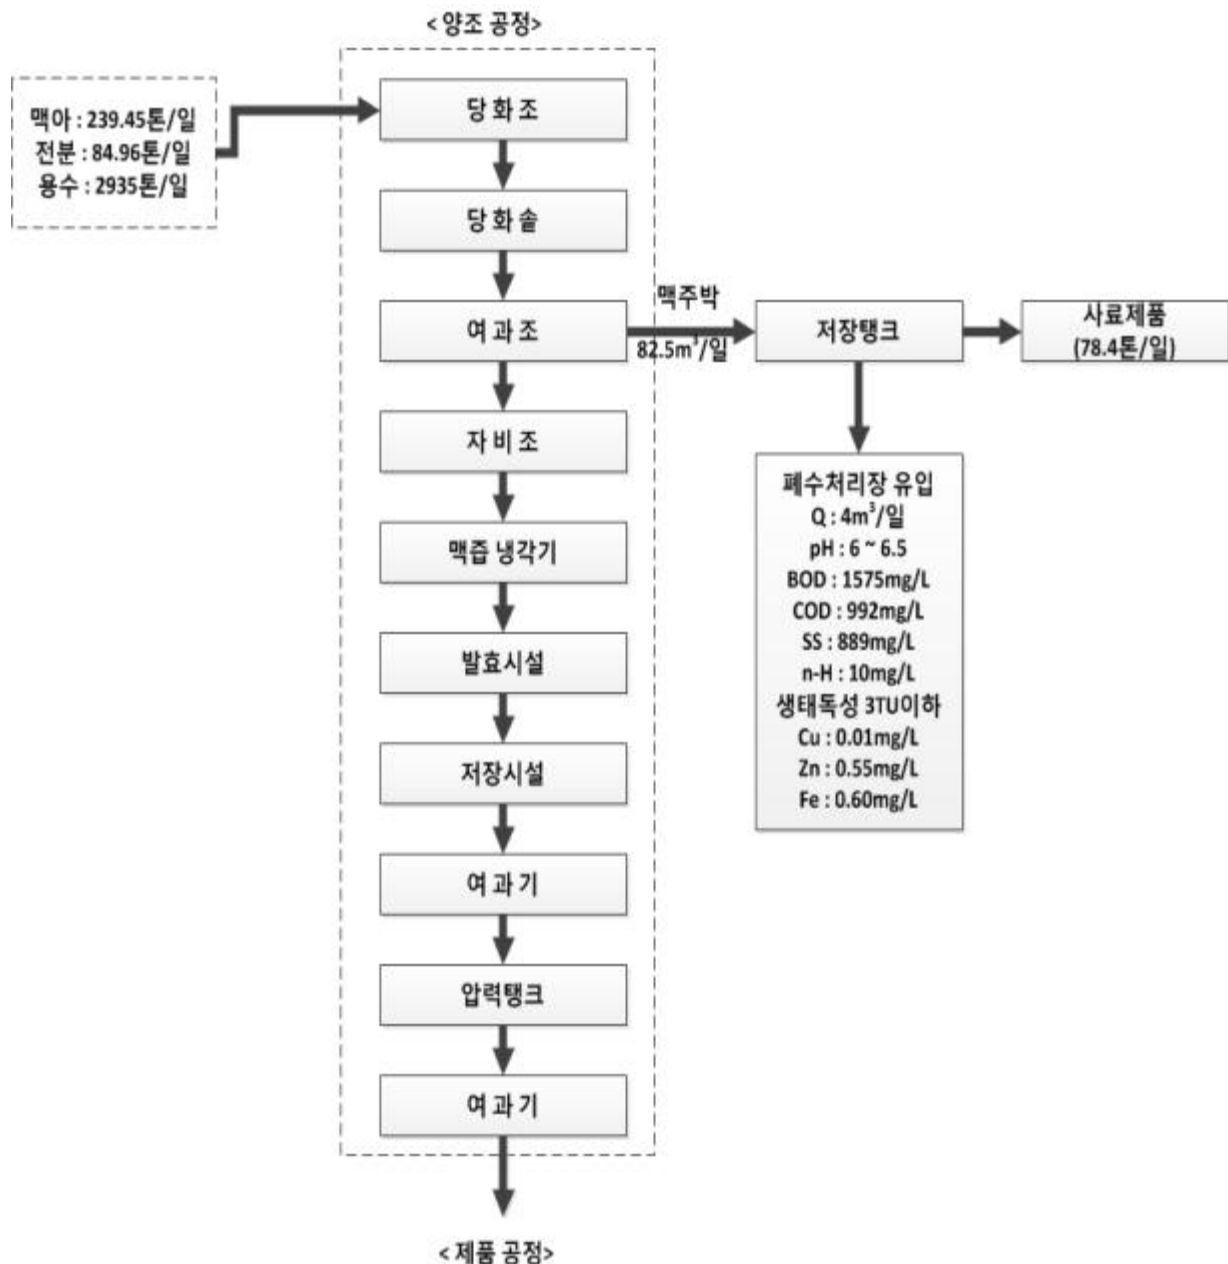 < 양조 공정>
맥아 : 239.45톤/일
전분 : 84.96톤/일
용수 : 2935톤/일
당 화 조
당 화 솥
여 과 조
맥주박
82.5m³/일
저장탱크
사료제품
(78.4톤/일)
자 비 조
맥즙 냉각기
발효시설
저장시설
여 과 기
압력탱크
여 과 기
폐수처리장 유입
Q : 4m³/일
pH : 6 ~ 6.5
BOD : 1575mg/L
COD : 992mg/L
SS : 889mg/L
n-H : 10mg/L
생태독성 3TU이하
Cu : 0.01mg/L
Zn : 0.55mg/L
Fe : 0.60mg/L
< 제품 공정>